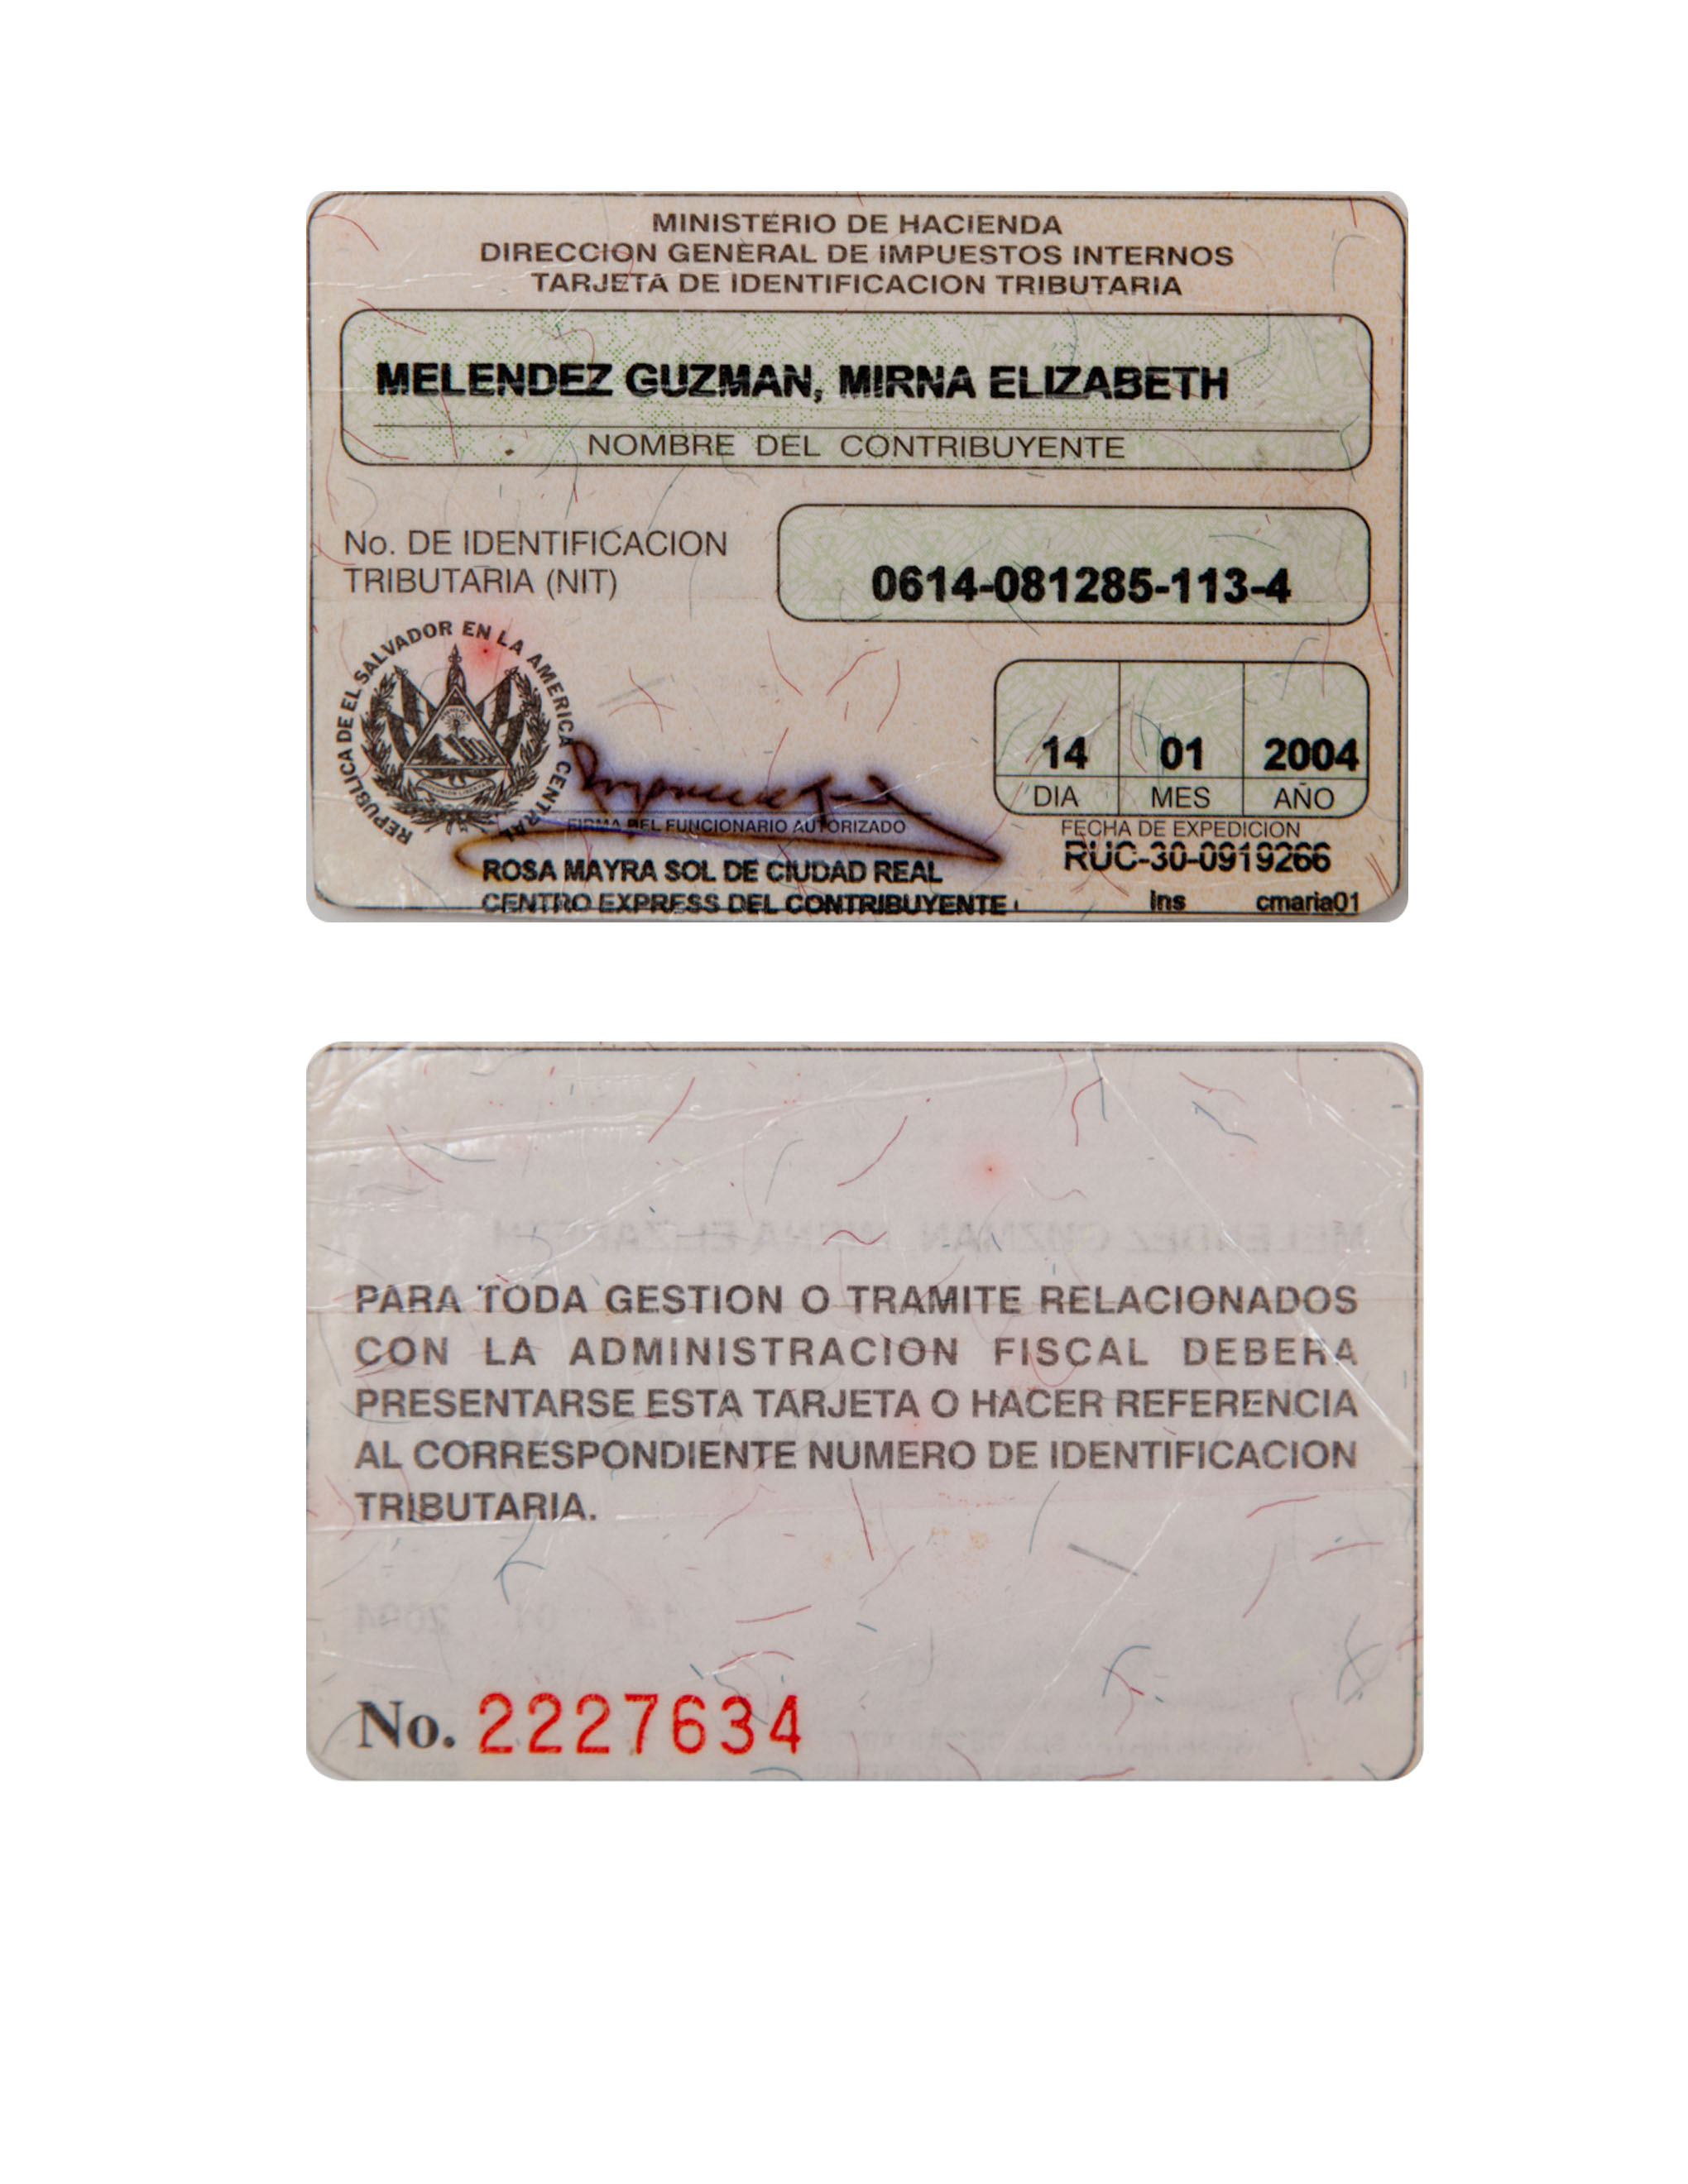 MINISTERIO DE HACIENDA
DIRECCION GENERAL DE IMPUESTOS INTERNOS
TARJETA DE IDENTIFICACION TRIBUTARIA
MELENDEZ GUZMAN, MIRNA ELIZABETH
NOMBRE DEL CONTRIBUYENTE
No. DE IDENTIFICACION
TRIBUTARIA (NIT)
0614-081285-113-4
REPUBLICA DE EL SALVADOR EN LA AMERICA CENTRAL
14 01 2004
DIA MES AÑO
FIRMA DEL FUNCIONARIO AUTORIZADO
FECHA DE EXPEDICION
RUC-30-0919266
ROSA MAYRA SOL DE CIUDAD REAL
CENTRO EXPRESS DEL CONTRIBUYENTE
Ins cmaria01
PARA TODA GESTION O TRAMITE RELACIONADOS
CON LA ADMINISTRACION FISCAL DEBERA
PRESENTARSE ESTA TARJETA O HACER REFERENCIA
AL CORRESPONDIENTE NUMERO DE IDENTIFICACION
TRIBUTARIA.
No. 2227634